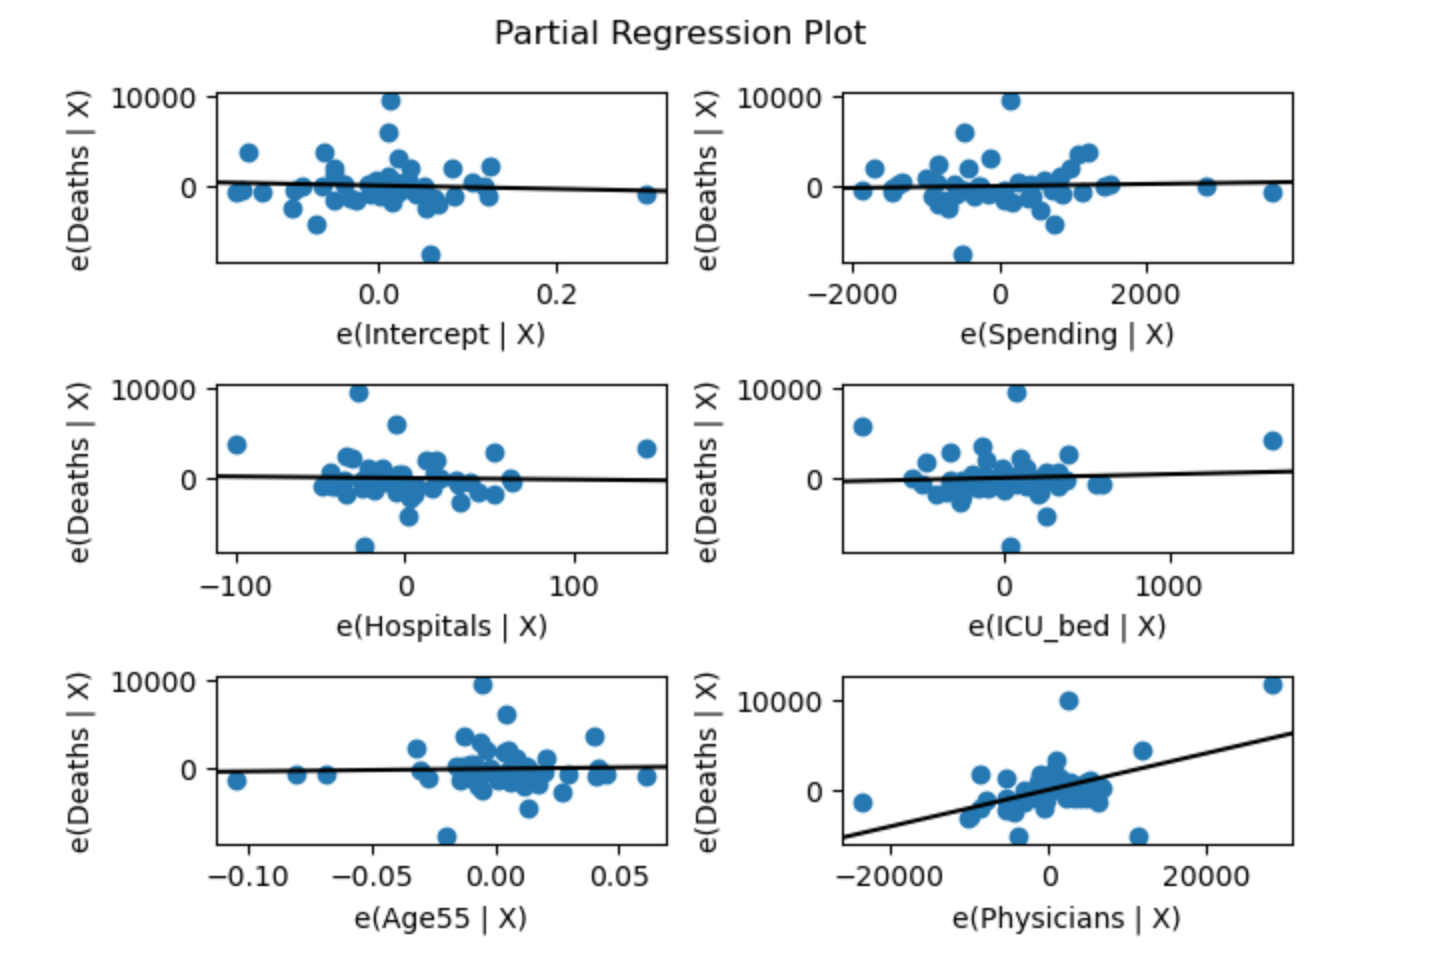 Partial Regression Plot
e(Deaths | X)
10000
0
0.0 0.2
e(Intercept | X)
e(Deaths | X)
10000
0
−2000 0 2000
e(Spending | X)
e(Deaths | X)
10000
0
−100 0 100
e(Hospitals | X)
e(Deaths | X)
10000
0
0 1000
e(ICU_bed | X)
e(Deaths | X)
10000
0
−0.10 −0.05 0.00 0.05
e(Age55 | X)
e(Deaths | X)
10000
0
−20000 0 20000
e(Physicians | X)